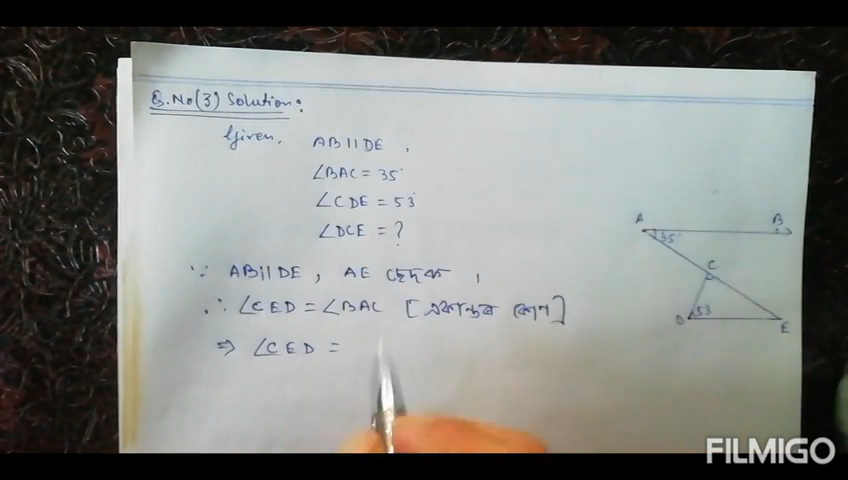 Q.No(3) Solution:
Given, AB||DE,
∠BAC = 35°
∠CDE = 53°
∠DCE = ?
∵ AB||DE, AE ছেদক,
∴ ∠CED = ∠BAC [একান্তৰ কোণ]
⇒ ∠CED =
A B
35°
C
D 53 E
FILMIGO